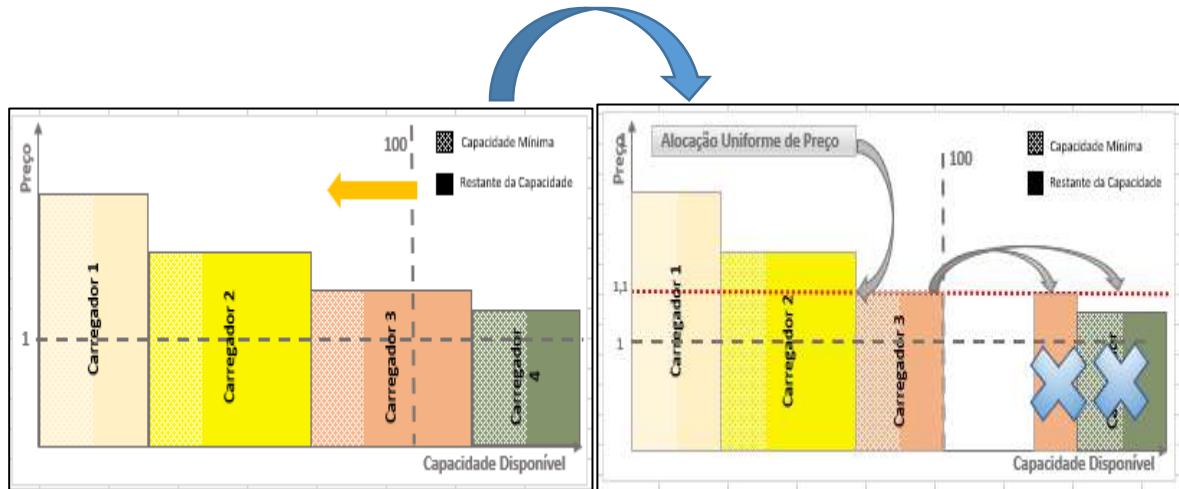 Preço
100
Capacidade Mínima
Restante da Capacidade
Carregador 1
Carregador 2
Carregador 3
Carregador
4
1
Capacidade Disponível
Preço
Alocação Uniforme de Preço
100
Capacidade Mínima
Restante da Capacidade
Carregador 1
Carregador 2
Carregador 3
1,1
1
Capacidade Disponível